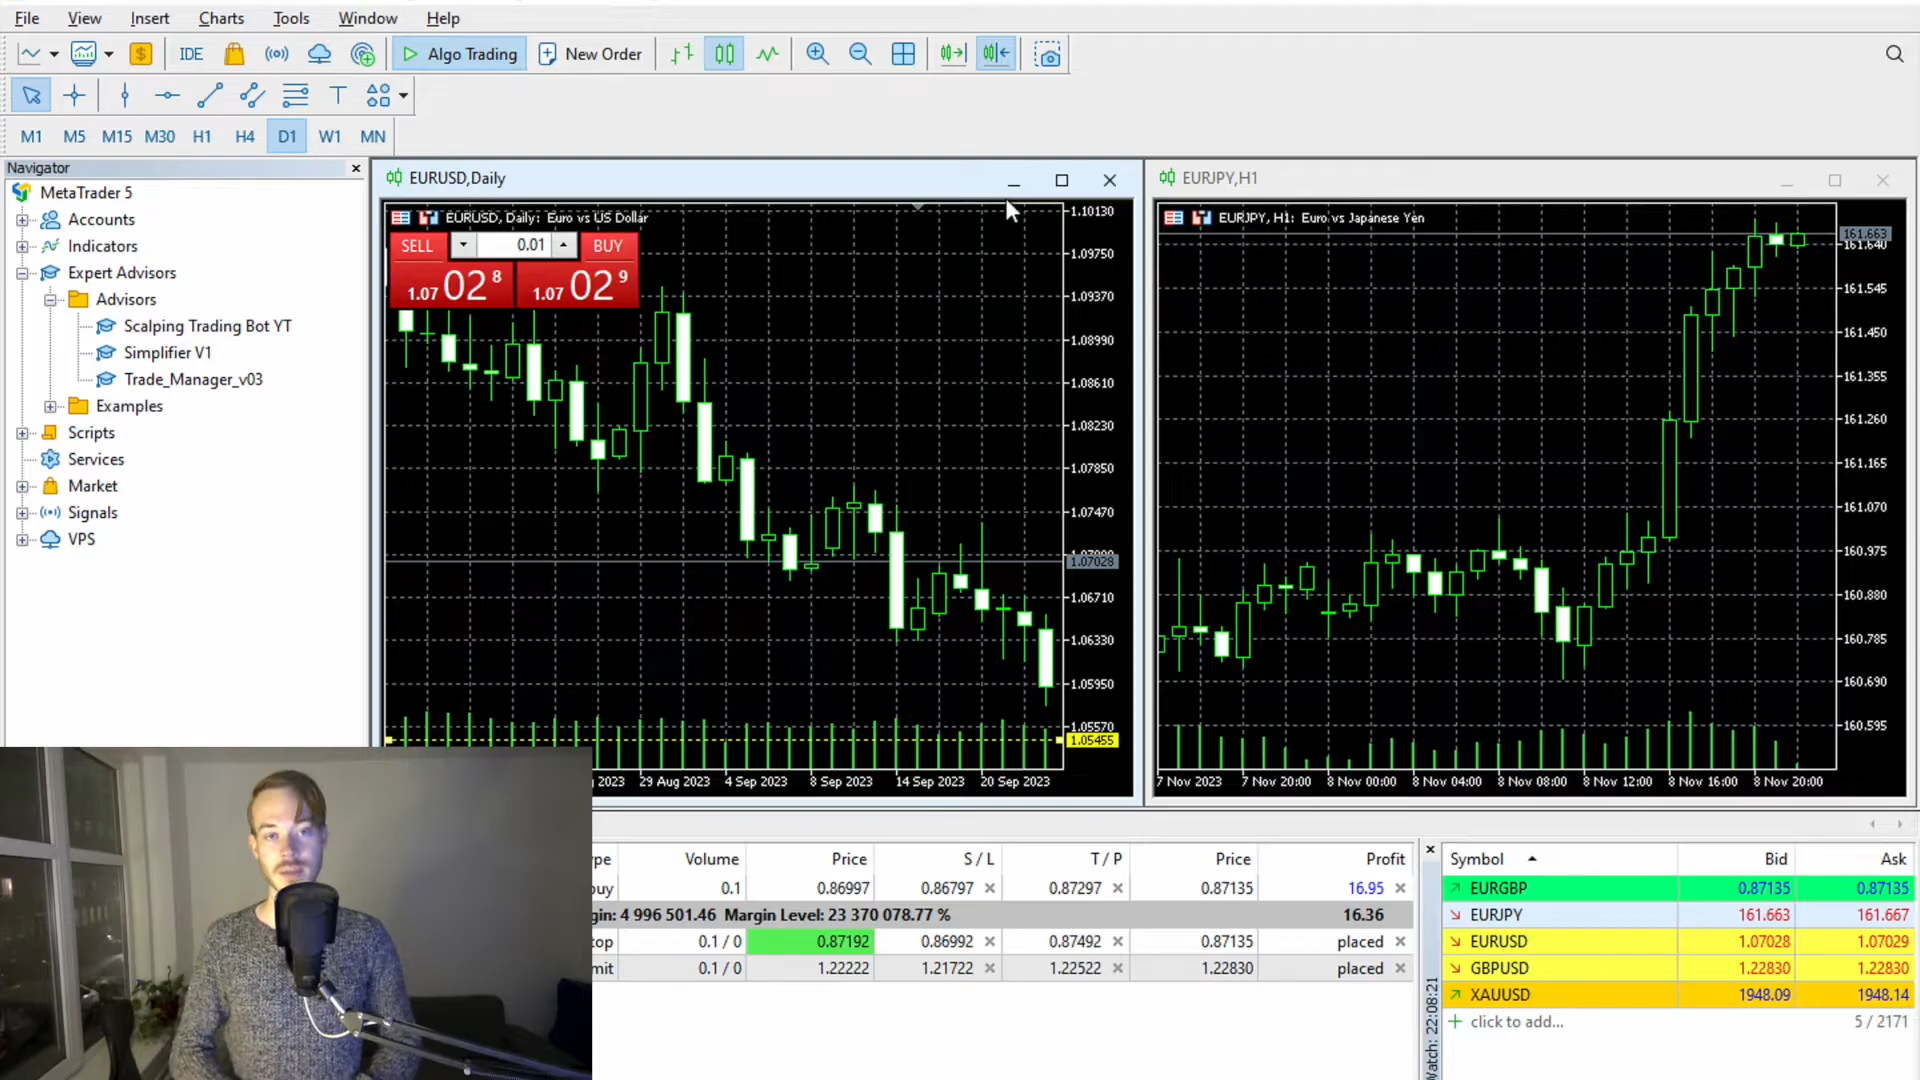 File View Insert Charts Tools Window Help
IDE Algo Trading New Order
M1 M5 M15 M30 H1 H4 D1 W1 MN
Navigator
MetaTrader 5
Accounts
Indicators
Expert Advisors
Advisors
Scalping Trading Bot YT
Simplifier V1
Trade_Manager_v03
Examples
Scripts
Services
Market
Signals
VPS
EURUSD,Daily
EURUSD, Daily: Euro vs US Dollar
SELL 0.01 BUY
1.07 02 8 1.07 02 9
1.10130
1.09750
1.09370
1.08990
1.08610
1.08230
1.07850
1.07470
1.07028
1.06710
1.06330
1.05950
1.05570
1.05455
2023 29 Aug 2023 4 Sep 2023 8 Sep 2023 14 Sep 2023 20 Sep 2023
EURJPY,H1
EURJPY, H1: Euro vs Japanese Yen
161.663
161.640
161.545
161.450
161.355
161.260
161.165
161.070
160.975
160.880
160.785
160.690
160.595
7 Nov 2023 7 Nov 20:00 8 Nov 00:00 8 Nov 04:00 8 Nov 08:00 8 Nov 12:00 8 Nov 16:00 8 Nov 20:00
ype Volume Price S / L T / P Price Profit
buy 0.1 0.86997 0.86797 0.87297 0.87135 16.95
gin: 4 996 501.46 Margin Level: 23 370 078.77 % 16.36
top 0.1 / 0 0.87192 0.86992 0.87492 0.87135 placed
mit 0.1 / 0 1.22222 1.21722 1.22522 1.22830 placed
Watch: 22:08:21
Symbol Bid Ask
EURGBP 0.87135 0.87135
EURJPY 161.663 161.667
EURUSD 1.07028 1.07029
GBPUSD 1.22830 1.22830
XAUUSD 1948.09 1948.14
click to add... 5 / 2171